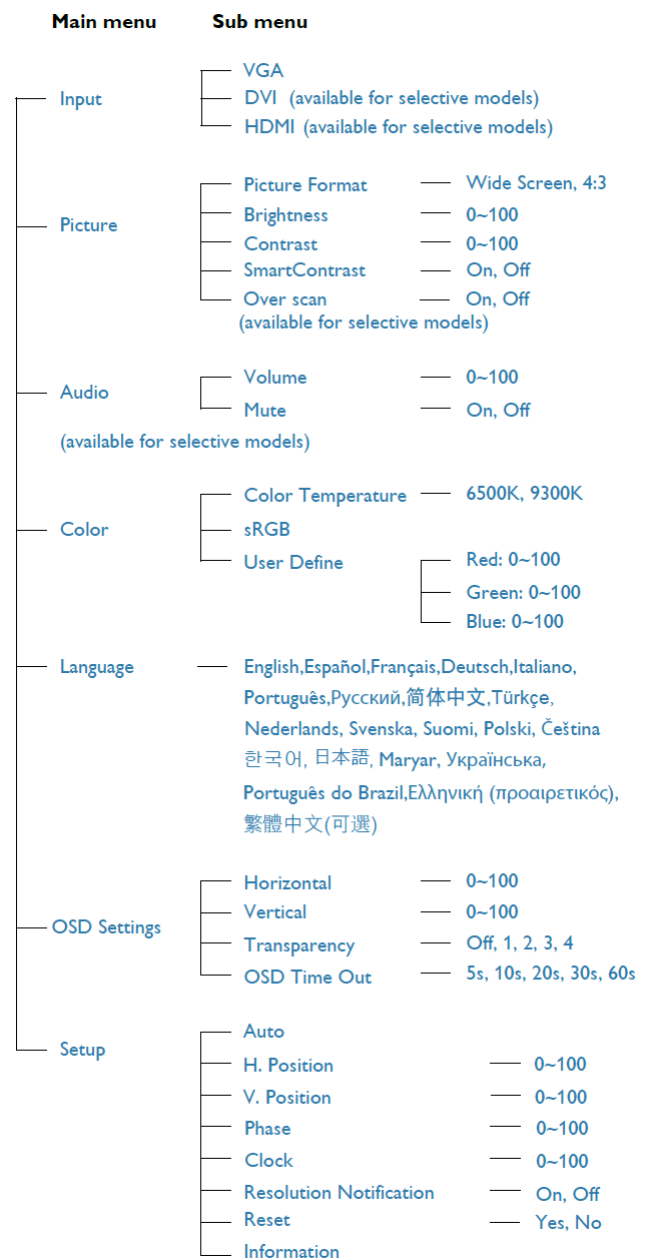 Main menu Sub menu
VGA
Input DVI (available for selective models)
HDMI (available for selective models)
Picture Format Wide Screen, 4:3
Picture Brightness 0~100
Contrast 0~100
SmartContrast On, Off
Over scan On, Off
(available for selective models)
Volume 0~100
Audio
Mute On, Off
(available for selective models)
Color Temperature 6500K, 9300K
Color sRGB
User Define Red: 0~100
Green: 0~100
Blue: 0~100
Language English,Español,Français,Deutsch,Italiano,
Português,Русский,简体中文,Türkçe,
Nederlands, Svenska, Suomi, Polski, Čeština
한국어, 日本語, Maryar, Українська,
Português do Brazil,Ελληνική (προαιρετικός),
繁體中文(可選)
Horizontal 0~100
Vertical 0~100
OSD Settings
Transparency Off, 1, 2, 3, 4
OSD Time Out 5s, 10s, 20s, 30s, 60s
Auto
Setup
H. Position 0~100
V. Position 0~100
Phase 0~100
Clock 0~100
Resolution Notification On, Off
Reset Yes, No
Information